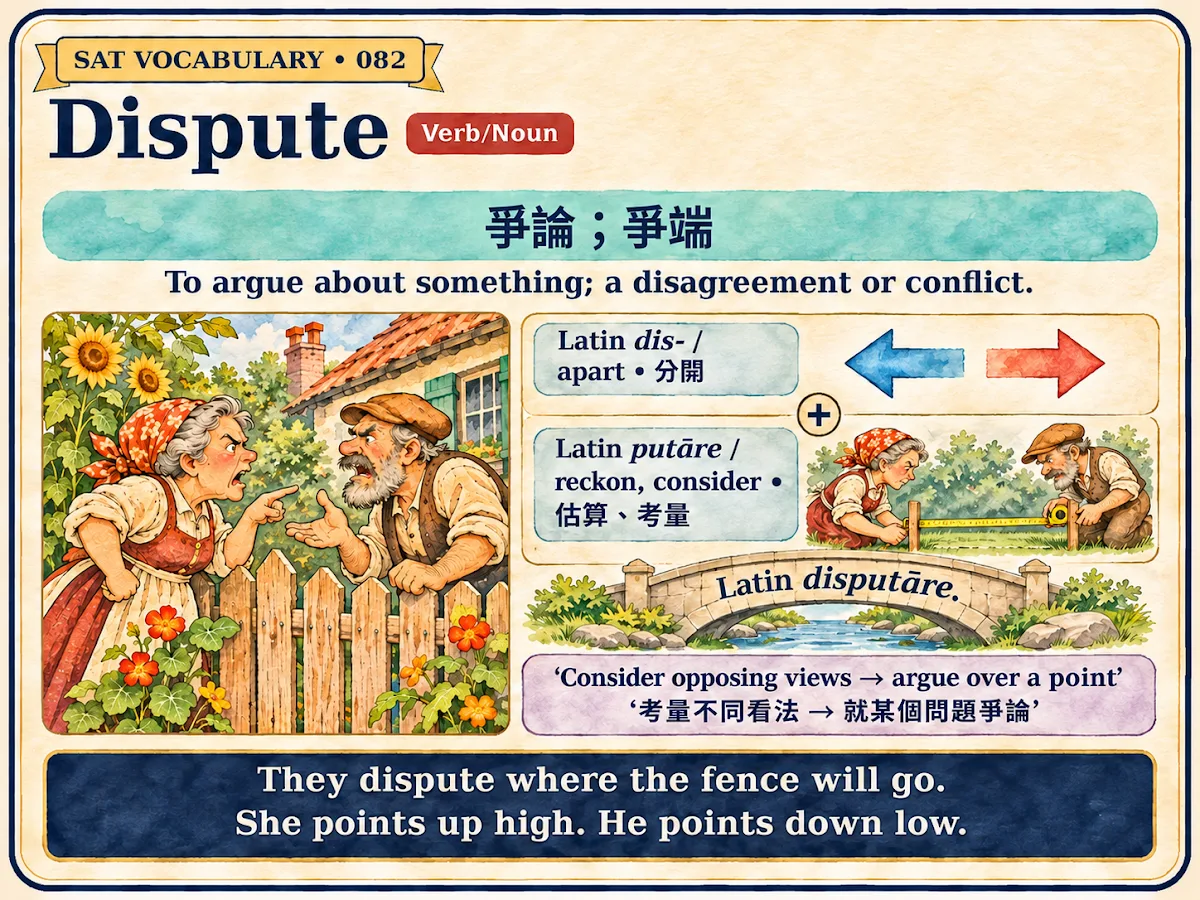 SAT VOCABULARY • 082
Dispute
Verb/Noun
爭論；爭端
To argue about something; a disagreement or conflict.
Latin dis- /
apart • 分開
+
Latin putāre /
reckon, consider •
估算、考量
Latin disputāre.
‘Consider opposing views → argue over a point’
‘考量不同看法 → 就某個問題爭論’
They dispute where the fence will go.
She points up high. He points down low.